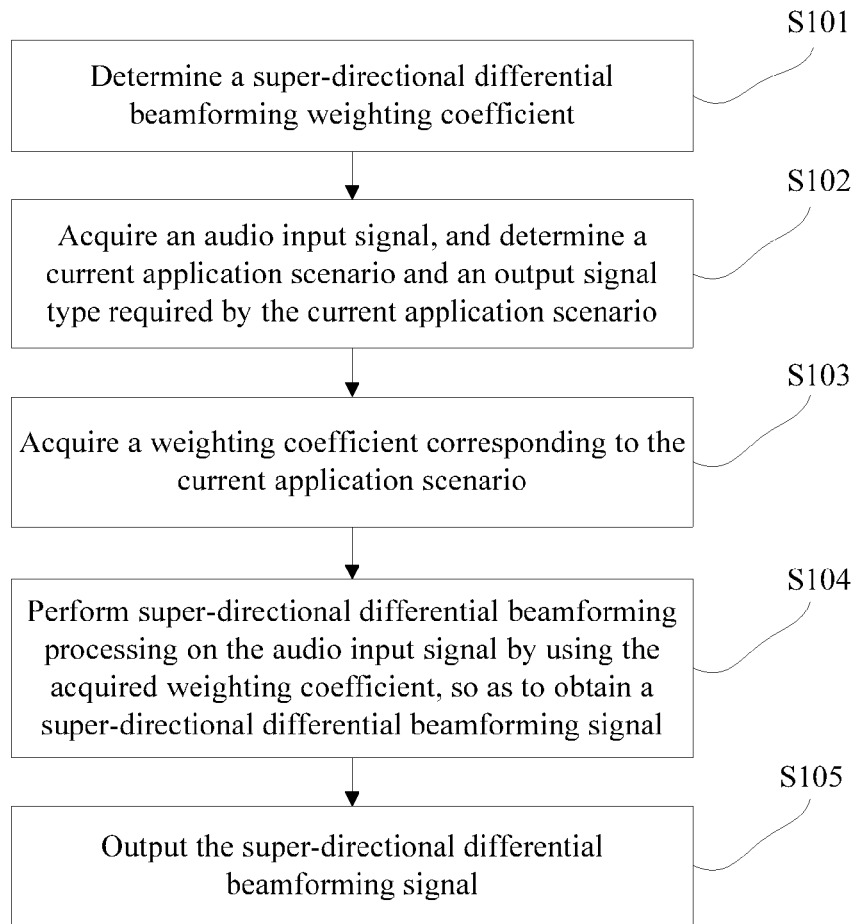 S101
Determine a super-directional differential
beamforming weighting coefficient
S102
Acquire an audio input signal, and determine a
current application scenario and an output signal
type required by the current application scenario
S103
Acquire a weighting coefficient corresponding to the
current application scenario
S104
Perform super-directional differential beamforming
processing on the audio input signal by using the
acquired weighting coefficient, so as to obtain a
super-directional differential beamforming signal
S105
Output the super-directional differential
beamforming signal